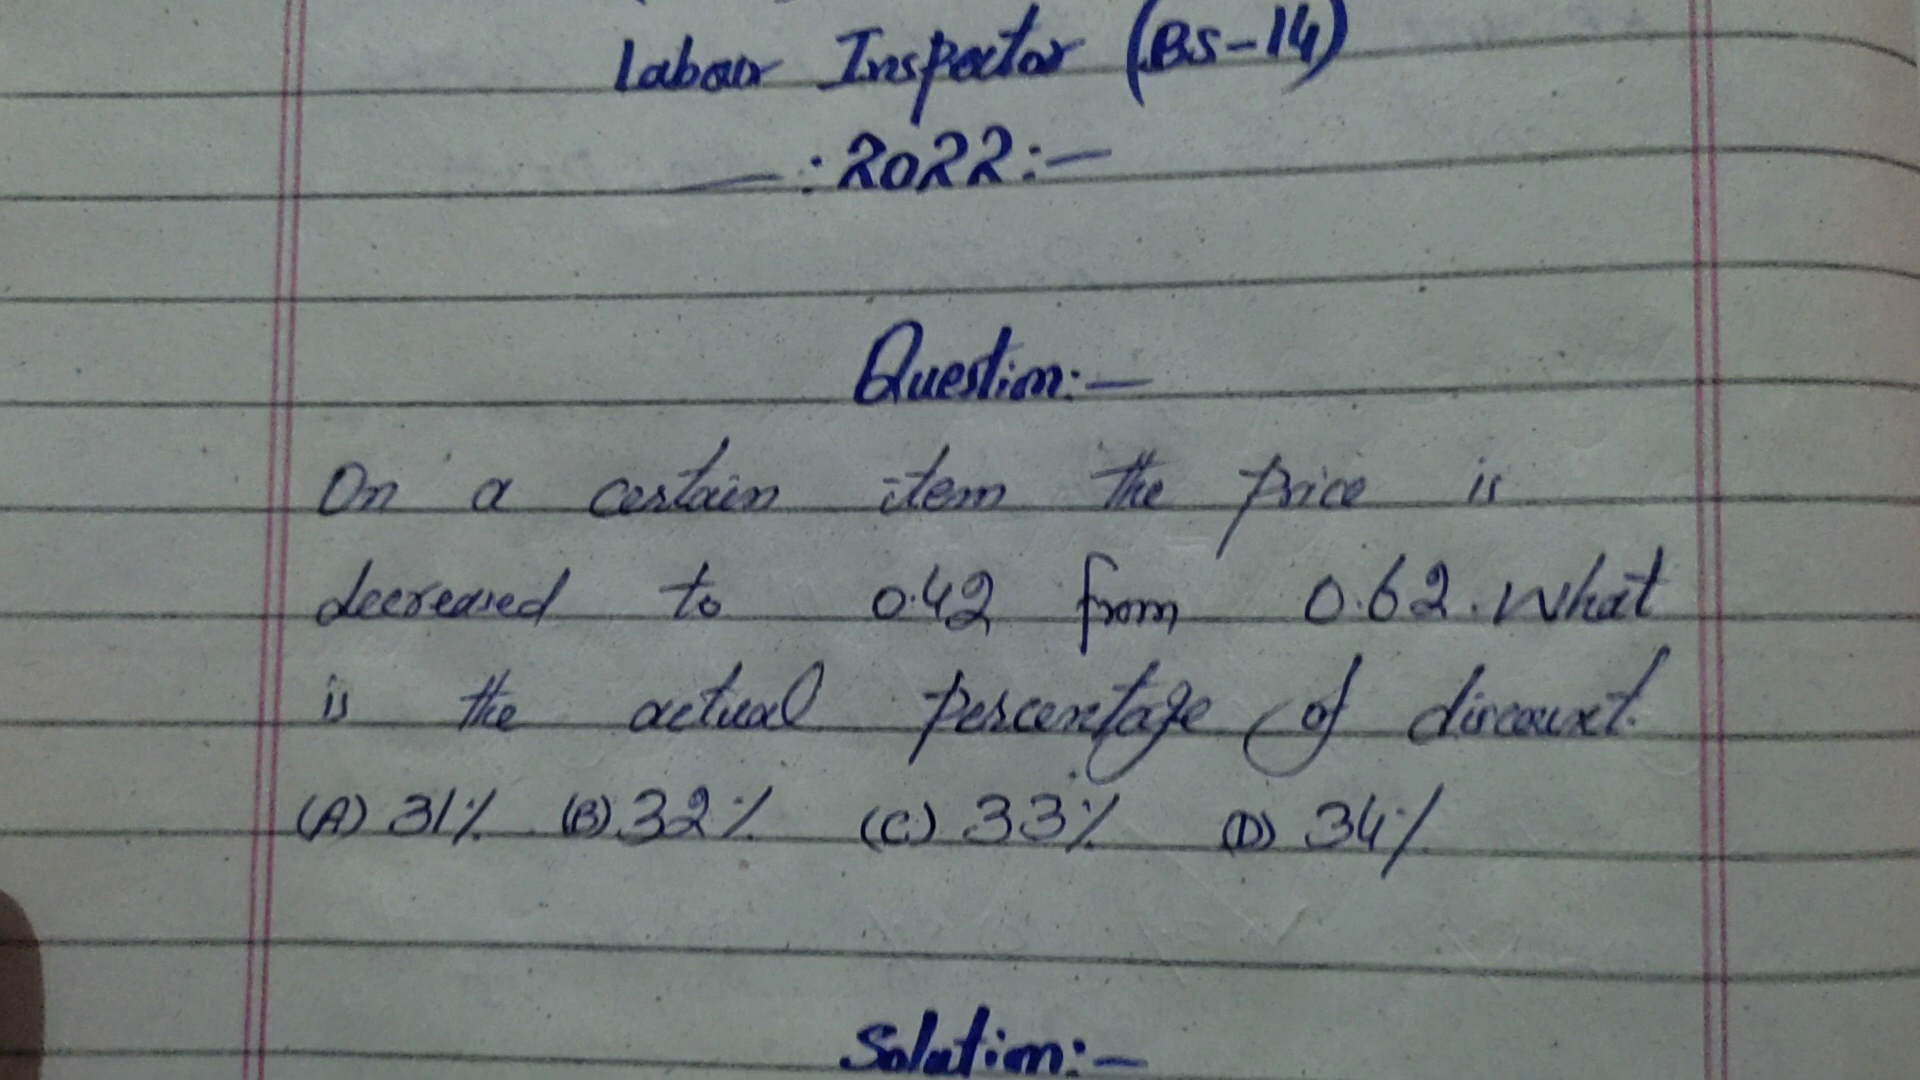 Labour Inspector (BS-14)
—:2022:—
Question:—
On a certain item the price is
decreased to 0.42 from 0.62. What
is the actual percentage of discount.
(A) 31% (B) 32% (C) 33% (D) 34%
Solution:—